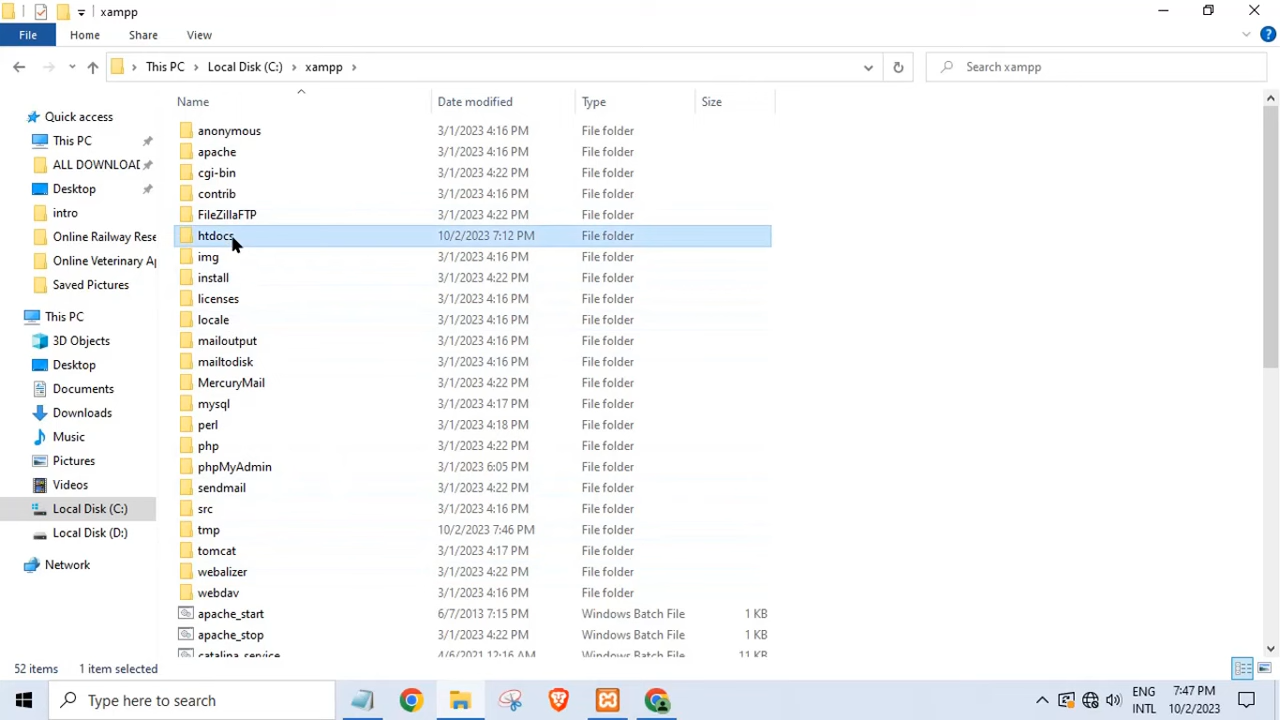 xampp
File Home Share View
This PC Local Disk (C:) xampp
Search xampp
Name Date modified Type Size
Quick access
This PC
ALL DOWNLOA
Desktop
intro
Online Railway Rese
Online Veterinary Ap
Saved Pictures
This PC
3D Objects
Desktop
Documents
Downloads
Music
Pictures
Videos
Local Disk (C:)
Local Disk (D:)
Network
anonymous 3/1/2023 4:16 PM File folder
apache 3/1/2023 4:16 PM File folder
cgi-bin 3/1/2023 4:22 PM File folder
contrib 3/1/2023 4:16 PM File folder
FileZillaFTP 3/1/2023 4:22 PM File folder
htdocs 10/2/2023 7:12 PM File folder
img 3/1/2023 4:16 PM File folder
install 3/1/2023 4:22 PM File folder
licenses 3/1/2023 4:16 PM File folder
locale 3/1/2023 4:16 PM File folder
mailoutput 3/1/2023 4:16 PM File folder
mailtodisk 3/1/2023 4:16 PM File folder
MercuryMail 3/1/2023 4:22 PM File folder
mysql 3/1/2023 4:17 PM File folder
perl 3/1/2023 4:18 PM File folder
php 3/1/2023 4:22 PM File folder
phpMyAdmin 3/1/2023 6:05 PM File folder
sendmail 3/1/2023 4:22 PM File folder
src 3/1/2023 4:16 PM File folder
tmp 10/2/2023 7:46 PM File folder
tomcat 3/1/2023 4:17 PM File folder
webalizer 3/1/2023 4:22 PM File folder
webdav 3/1/2023 4:16 PM File folder
apache_start 6/7/2013 7:15 PM Windows Batch File 1 KB
apache_stop 3/1/2023 4:22 PM Windows Batch File 1 KB
catalina_service 4/6/2021 12:16 AM Windows Batch File 11 KB
52 items 1 item selected
Type here to search
ENG
INTL
7:47 PM
10/2/2023